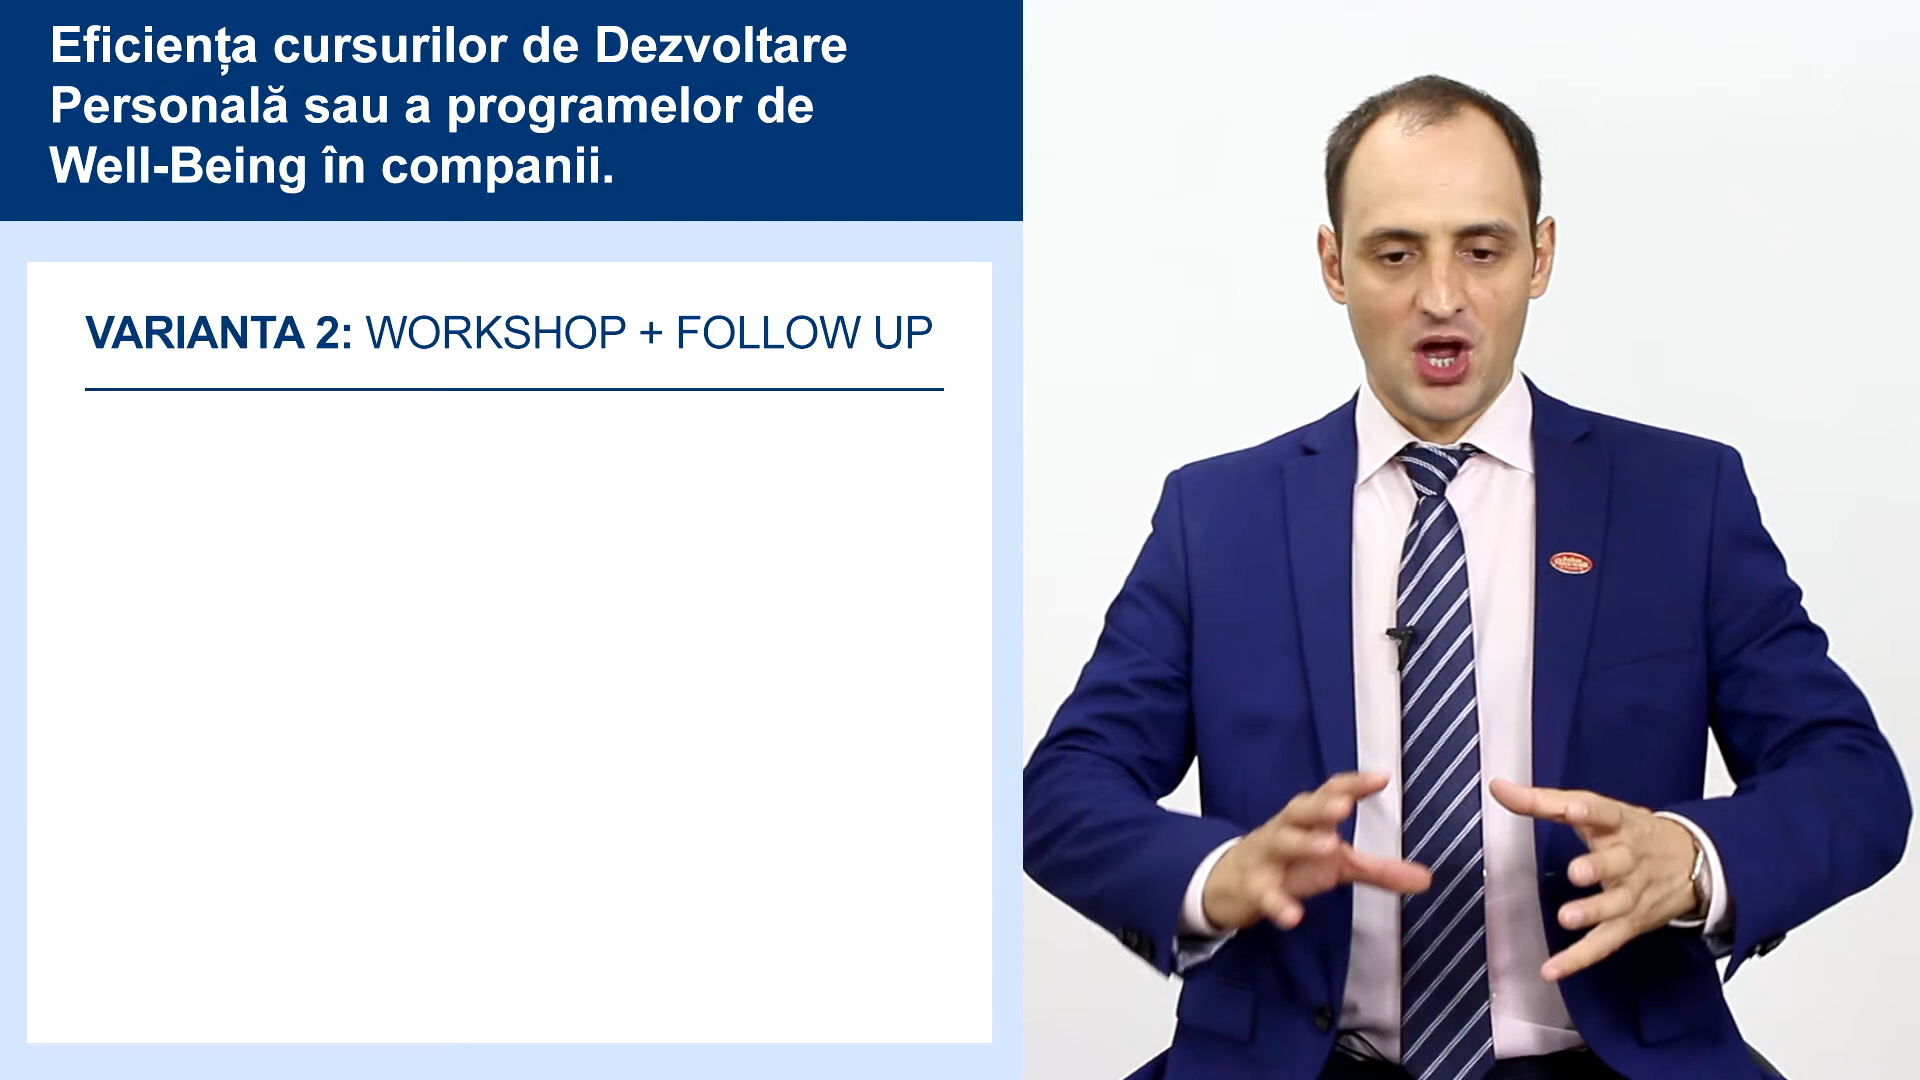 Eficiența cursurilor de Dezvoltare
Personală sau a programelor de
Well-Being în companii.
VARIANTA 2: WORKSHOP + FOLLOW UP